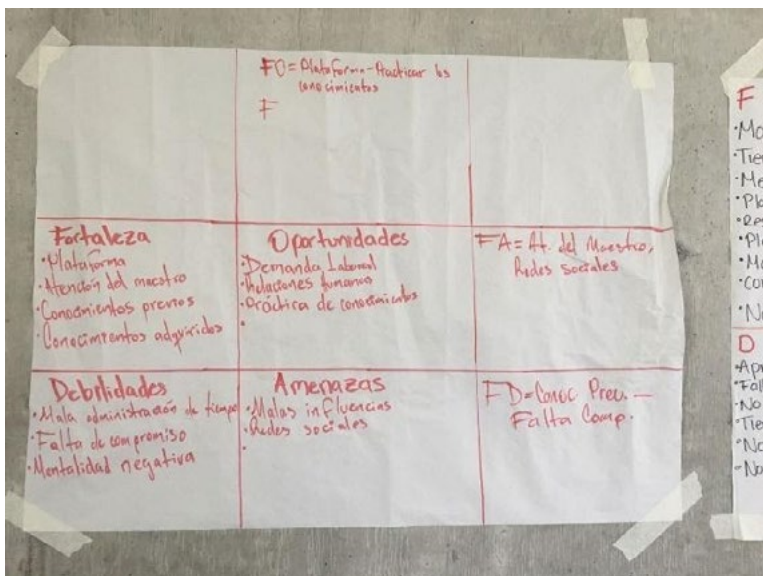 FO= Plataforma-Practicar los
conocimientos
F
Fortaleza
•Plataforma
•Atención del maestro
•Conocimientos previos
•Conocimientos adquiridos
Oportunidades
•Demanda Laboral
•Relaciones humanas
•Práctica de conocimientos
•
FA= At. del Maestro,
Redes sociales
Debilidades
•Mala administración de tiempo
•Falta de compromiso
•Mentalidad negativa
Amenazas
•Malas influencias
•Redes sociales
•
FD=Conoc Prev. —
Falta Comp.
F
D